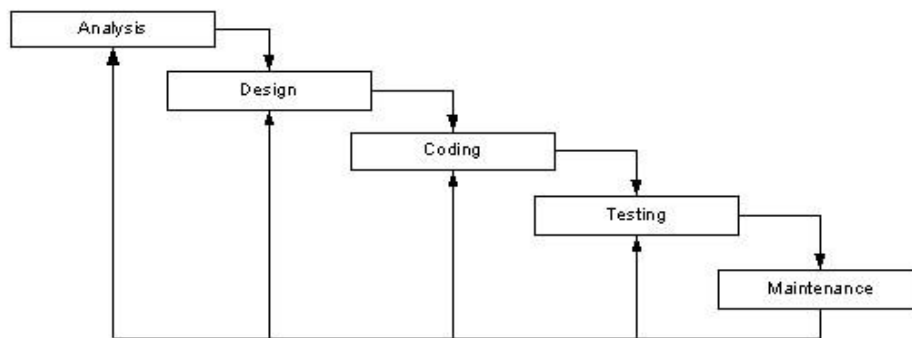 Analysis
Design
Coding
Testing
Maintenance